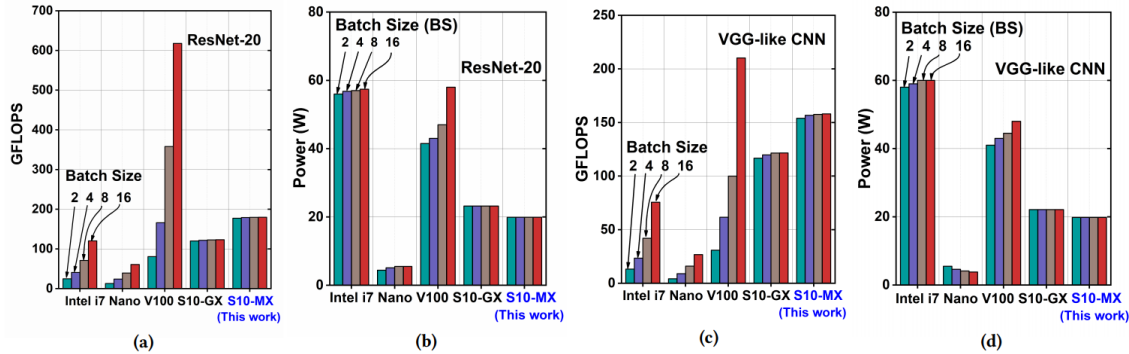 700
600
500
400
300
200
100
0
GFLOPS
ResNet-20
Batch Size
2 4 8 16
Intel i7 Nano V100 S10-GX S10-MX
(This work)
(a)
80
60
40
20
0
Power (W)
Batch Size (BS)
2 4 8 16
ResNet-20
Intel i7 Nano V100 S10-GX S10-MX
(This work)
(b)
250
200
150
100
50
0
GFLOPS
VGG-like CNN
Batch Size
2 4 8 16
Intel i7 Nano V100 S10-GX S10-MX
(This work)
(c)
80
60
40
20
0
Power (W)
Batch Size (BS)
2 4 8 16
VGG-like CNN
Intel i7 Nano V100 S10-GX S10-MX
(This work)
(d)